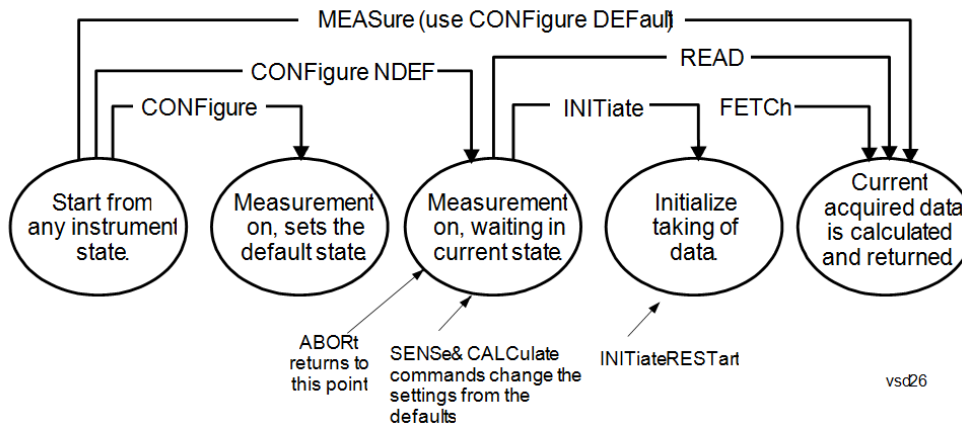 MEASure (use CONFigure DEFault)
READ
CONFigure NDEF
CONFigure
INITiate
FETCh
Start from
any instrument
state.
Measurement
on, sets the
default state.
Measurement
on, waiting in
current state.
Initialize
taking of
data.
Current
acquired data
is calculated
and returned.
ABORt
returns to
this point
SENSe& CALCulate
commands change the
settings from the
defaults
INITiateRESTart
vsd26